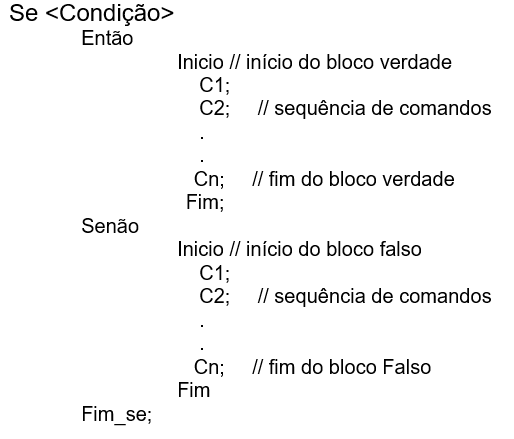 Se <Condição>
Então
Inicio // início do bloco verdade
C1;
C2; // sequência de comandos
.
.
Cn; // fim do bloco verdade
Fim;
Senão
Inicio // início do bloco falso
C1;
C2; // sequência de comandos
.
.
Cn; // fim do bloco Falso
Fim
Fim_se;